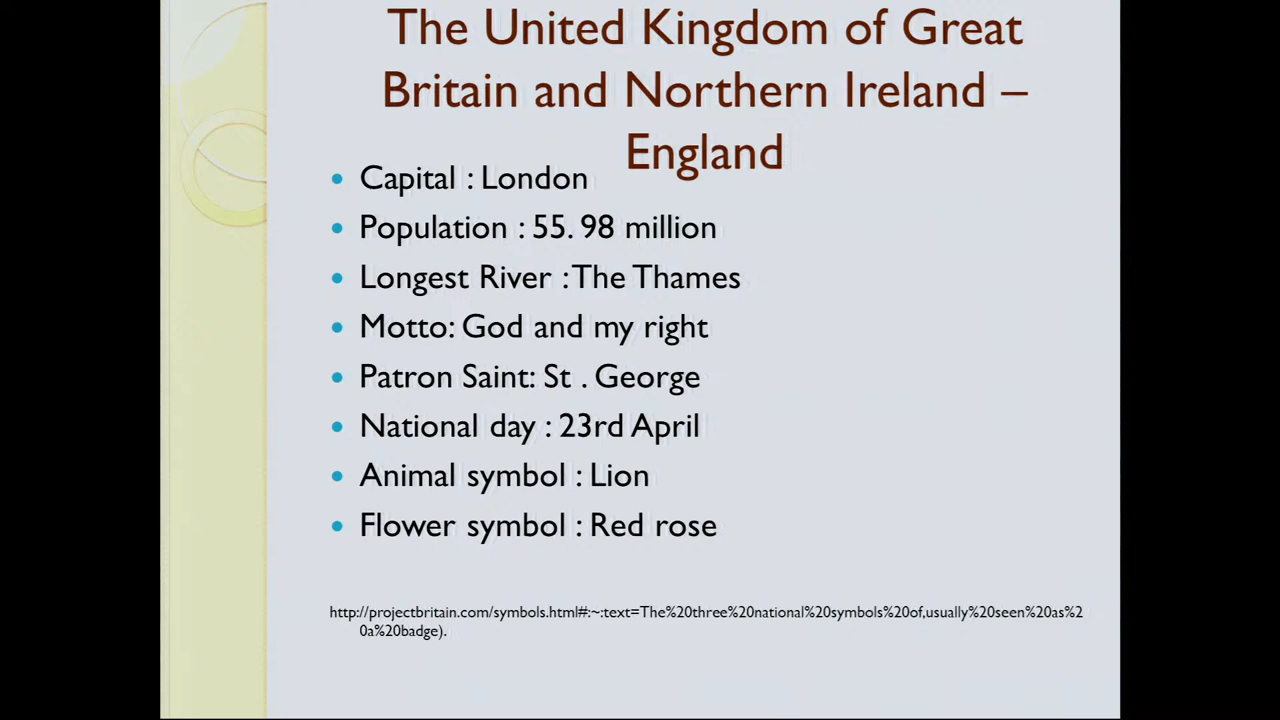 The United Kingdom of Great
Britain and Northern Ireland –
England
• Capital : London
• Population : 55. 98 million
• Longest River : The Thames
• Motto: God and my right
• Patron Saint: St . George
• National day : 23rd April
• Animal symbol : Lion
• Flower symbol : Red rose
http://projectbritain.com/symbols.html#:~:text=The%20three%20national%20symbols%20of,usually%20seen%20as%2
0a%20badge).